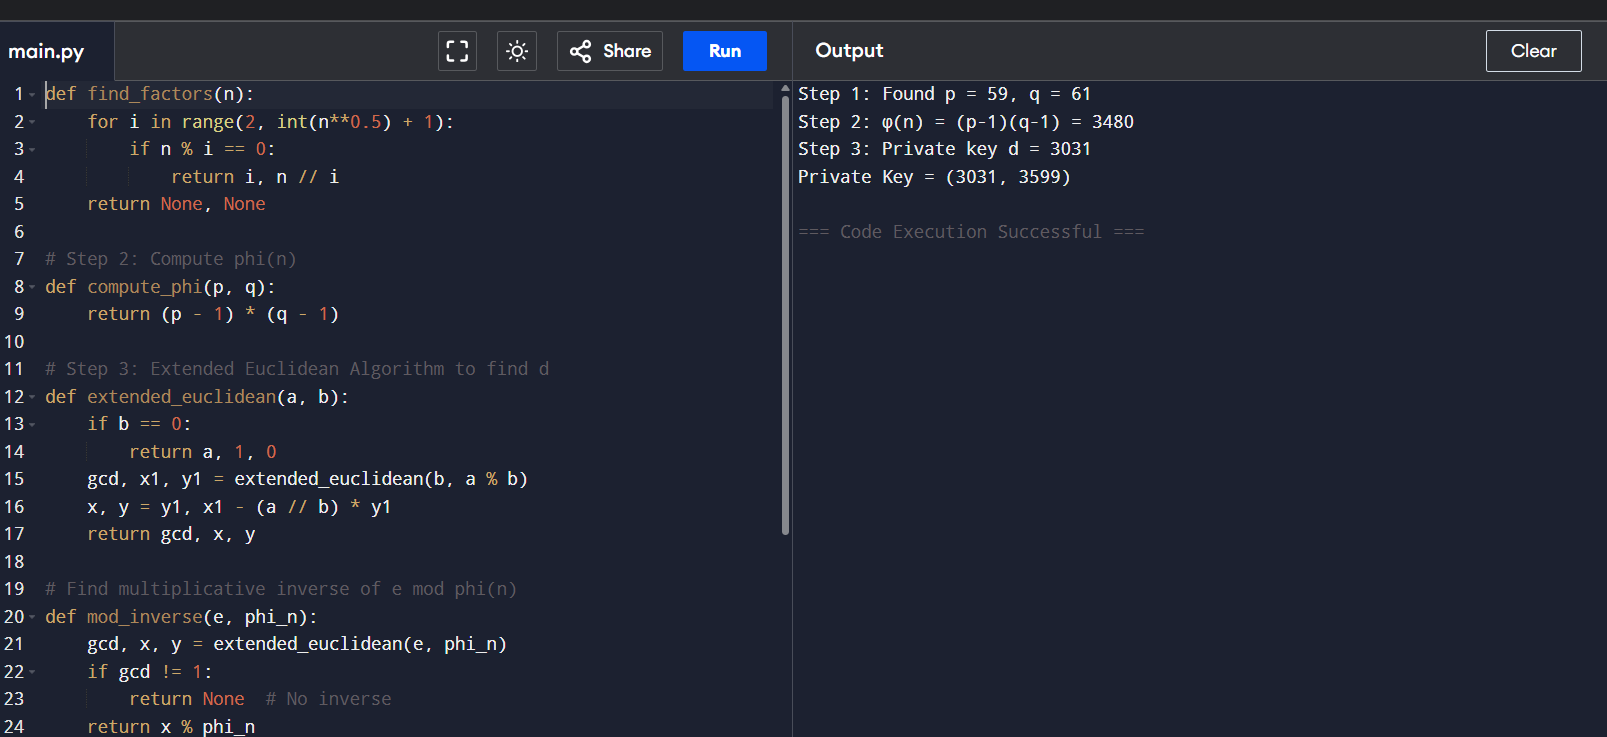 main.py
Share
Run
Output
Clear
1 def find_factors(n):
2     for i in range(2, int(n**0.5) + 1):
3         if n % i == 0:
4             return i, n // i
5     return None, None
6
7 # Step 2: Compute phi(n)
8 def compute_phi(p, q):
9     return (p - 1) * (q - 1)
10
11 # Step 3: Extended Euclidean Algorithm to find d
12 def extended_euclidean(a, b):
13     if b == 0:
14         return a, 1, 0
15     gcd, x1, y1 = extended_euclidean(b, a % b)
16     x, y = y1, x1 - (a // b) * y1
17     return gcd, x, y
18
19 # Find multiplicative inverse of e mod phi(n)
20 def mod_inverse(e, phi_n):
21     gcd, x, y = extended_euclidean(e, phi_n)
22     if gcd != 1:
23         return None  # No inverse
24     return x % phi_n
Step 1: Found p = 59, q = 61
Step 2: φ(n) = (p-1)(q-1) = 3480
Step 3: Private key d = 3031
Private Key = (3031, 3599)
=== Code Execution Successful ===